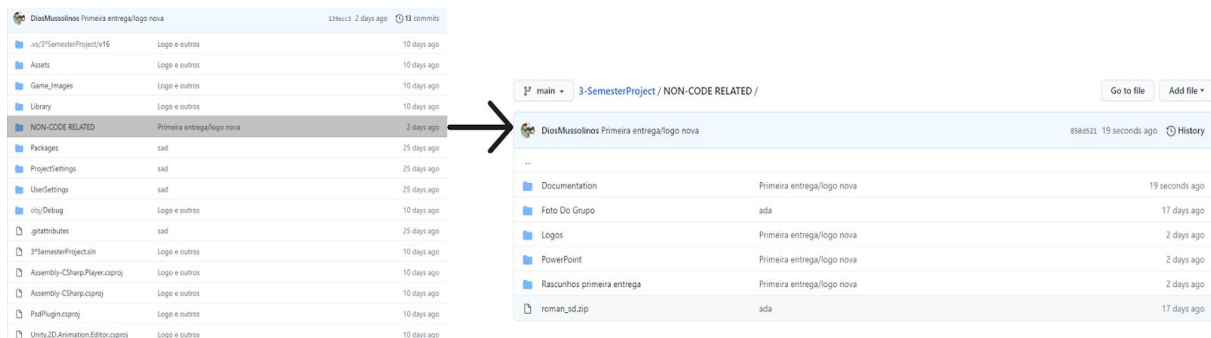 DiosMussolinos Primeira entrega/logo nova 139ecc3 2 days ago 13 commits
.vs/3ºSemesterProject/v16 Logo e outros 10 days ago
Assets Logo e outros 10 days ago
Game_Images Logo e outros 10 days ago
Library Logo e outros 10 days ago
NON-CODE RELATED Primeira entrega/logo nova 2 days ago
Packages sad 25 days ago
ProjectSettings sad 25 days ago
UserSettings sad 25 days ago
obj/Debug Logo e outros 10 days ago
.gitattributes sad 25 days ago
3ºSemesterProject.sln Logo e outros 10 days ago
Assembly-CSharp.Player.csproj Logo e outros 10 days ago
Assembly-CSharp.csproj Logo e outros 10 days ago
PsdPlugin.csproj Logo e outros 10 days ago
Unity.2D.Animation.Editor.csproj Logo e outros 10 days ago
main 3-SemesterProject / NON-CODE RELATED / Go to file Add file
DiosMussolinos Primeira entrega/logo nova 850d521 19 seconds ago History
..
Documentation Primeira entrega/logo nova 19 seconds ago
Foto Do Grupo ada 17 days ago
Logos Primeira entrega/logo nova 2 days ago
PowerPoint Primeira entrega/logo nova 2 days ago
Rascunhos primeira entrega Primeira entrega/logo nova 2 days ago
roman_sd.zip ada 17 days ago